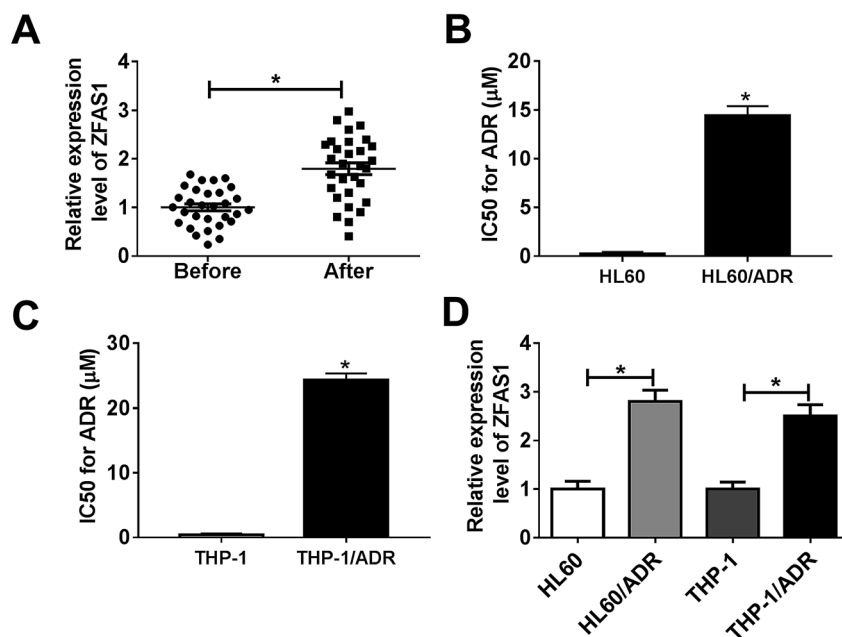 A
Relative expression
level of ZFAS1
4
3
2
1
0
*
Before After
B
IC50 for ADR (μM)
20
15
10
5
0
*
HL60 HL60/ADR
C
IC50 for ADR (μM)
30
20
10
0
*
THP-1 THP-1/ADR
D
Relative expression
level of ZFAS1
4
3
2
1
0
* *
HL60 HL60/ADR THP-1 THP-1/ADR